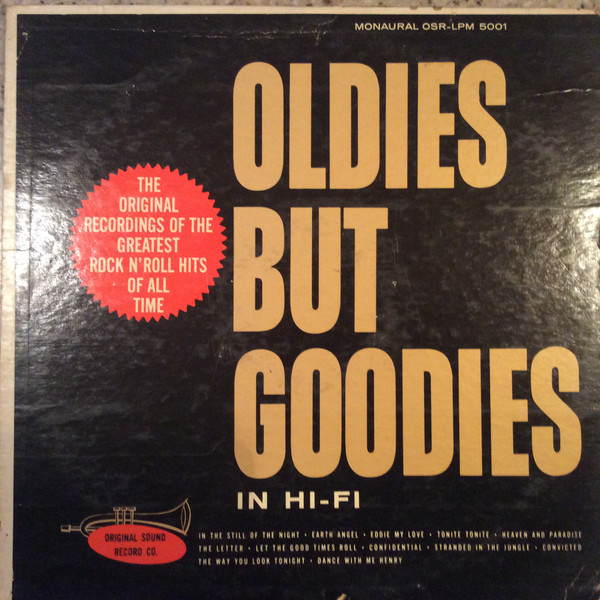 MONAURAL OSR-LPM 5001
OLDIES
BUT
GOODIES
IN HI-FI
THE
ORIGINAL
RECORDINGS OF THE
GREATEST
ROCK N'ROLL HITS
OF ALL
TIME
ORIGINAL SOUND
RECORD CO.
IN THE STILL OF THE NIGHT · EARTH ANGEL · EDDIE MY LOVE · TONITE TONITE · HEAVEN AND PARADISE
THE LETTER · LET THE GOOD TIMES ROLL · CONFIDENTIAL · STRANDED IN THE JUNGLE · CONVICTED
THE WAY YOU LOOK TONIGHT · DANCE WITH ME HENRY